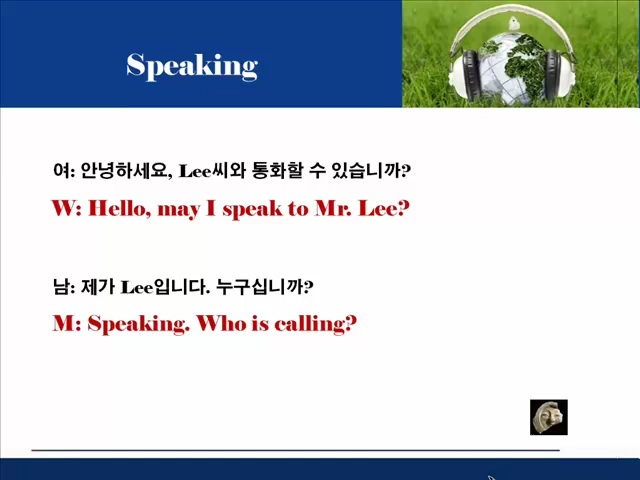 Speaking
여: 안녕하세요, Lee씨와 통화할 수 있습니까?
W: Hello, may I speak to Mr. Lee?
남: 제가 Lee입니다. 누구십니까?
M: Speaking. Who is calling?